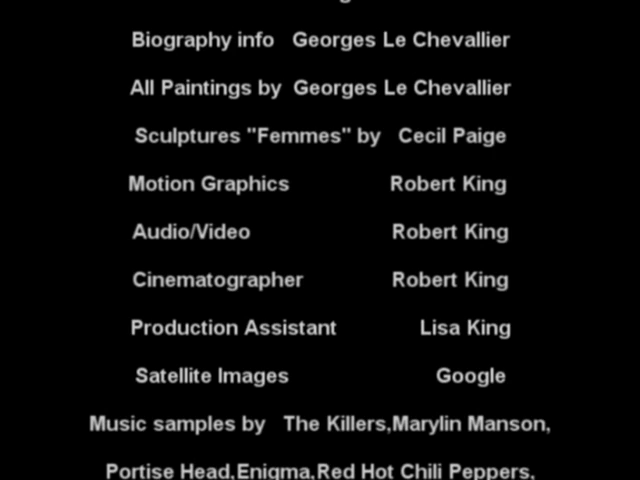 Biography info Georges Le Chevallier
All Paintings by Georges Le Chevallier
Sculptures "Femmes" by Cecil Paige
Motion Graphics Robert King
Audio/Video Robert King
Cinematographer Robert King
Production Assistant Lisa King
Satellite Images Google
Music samples by The Killers,Marylin Manson,
Portise Head,Enigma,Red Hot Chili Peppers,